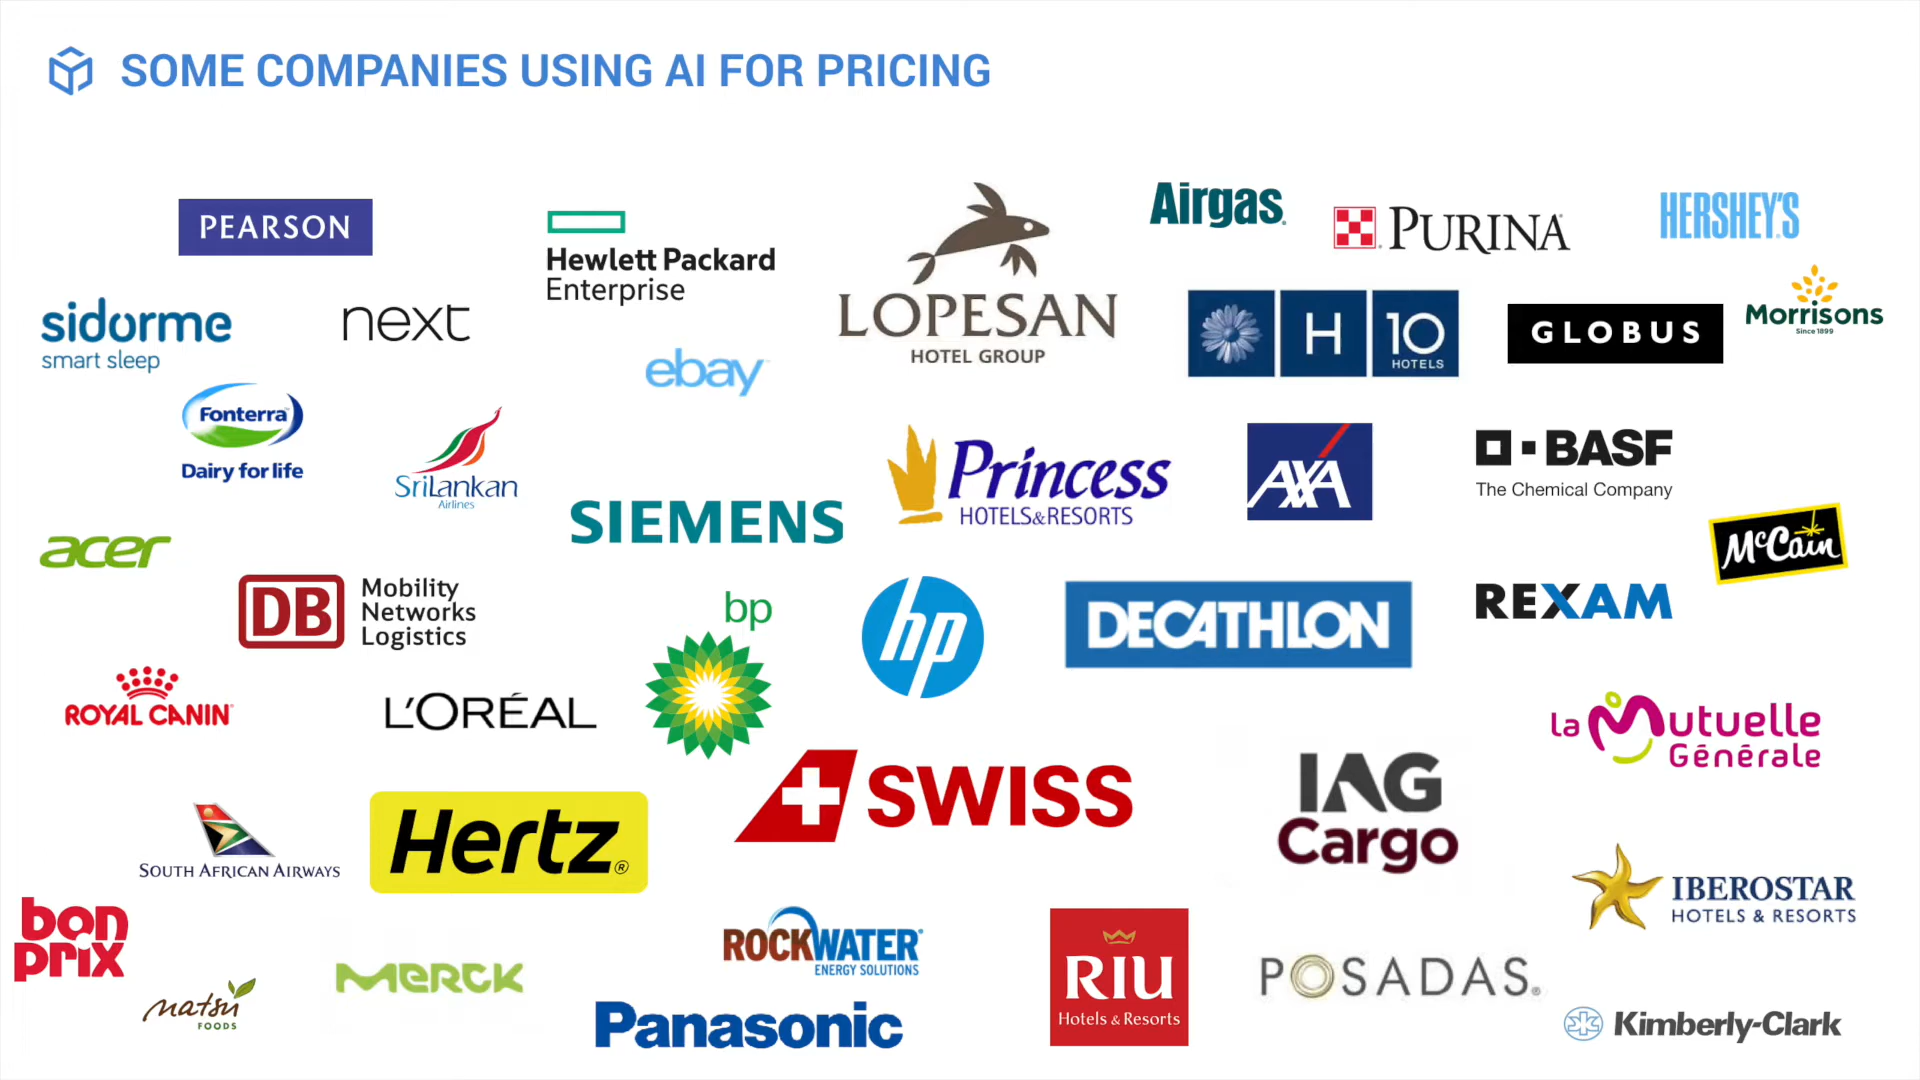 SOME COMPANIES USING AI FOR PRICING
PEARSON
Hewlett Packard
Enterprise
LOPESAN
HOTEL GROUP
Airgas®
PURINA
HERSHEY'S
sidorme
smart sleep
next
ebay™
H
10
HOTELS
GLOBUS
Morrisons
Since 1899
Fonterra™
Dairy for life
SriLankan
Airlines
SIEMENS
Princess
HOTELS&RESORTS
AXA
BASF
The Chemical Company
McCain
acer
DB
Mobility
Networks
Logistics
bp
hp
DECATHLON
REXAM
ROYAL CANIN
L'ORÉAL
la Mutuelle
Générale
SWISS
IAG
Cargo
SOUTH AFRICAN AIRWAYS
Hertz®
IBEROSTAR
HOTELS & RESORTS
bon
prix
natsu
FOODS
MERCK
ROCKWATER®
ENERGY SOLUTIONS
Panasonic
RIU
Hotels & Resorts
POSADAS®
Kimberly-Clark